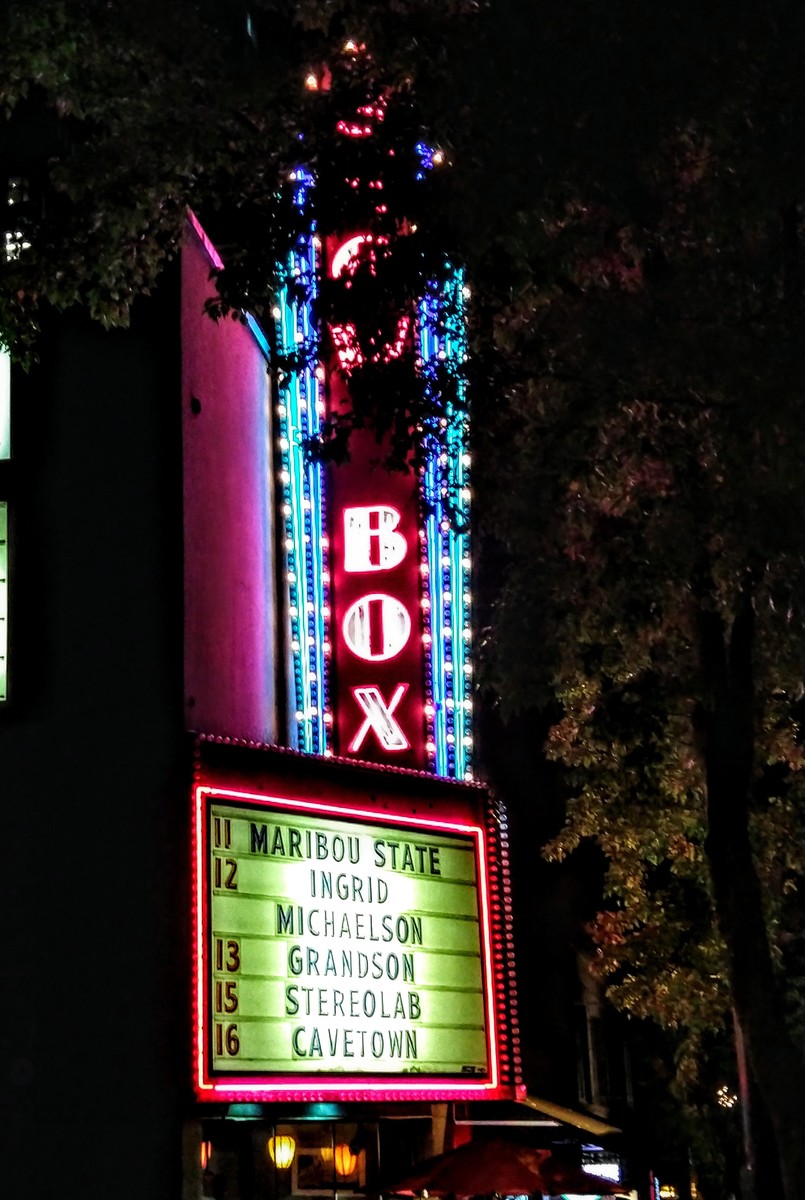 BOX
11 MARIBOU STATE
12 INGRID
MICHAELSON
13 GRANDSON
15 STEREOLAB
16 CAVETOWN